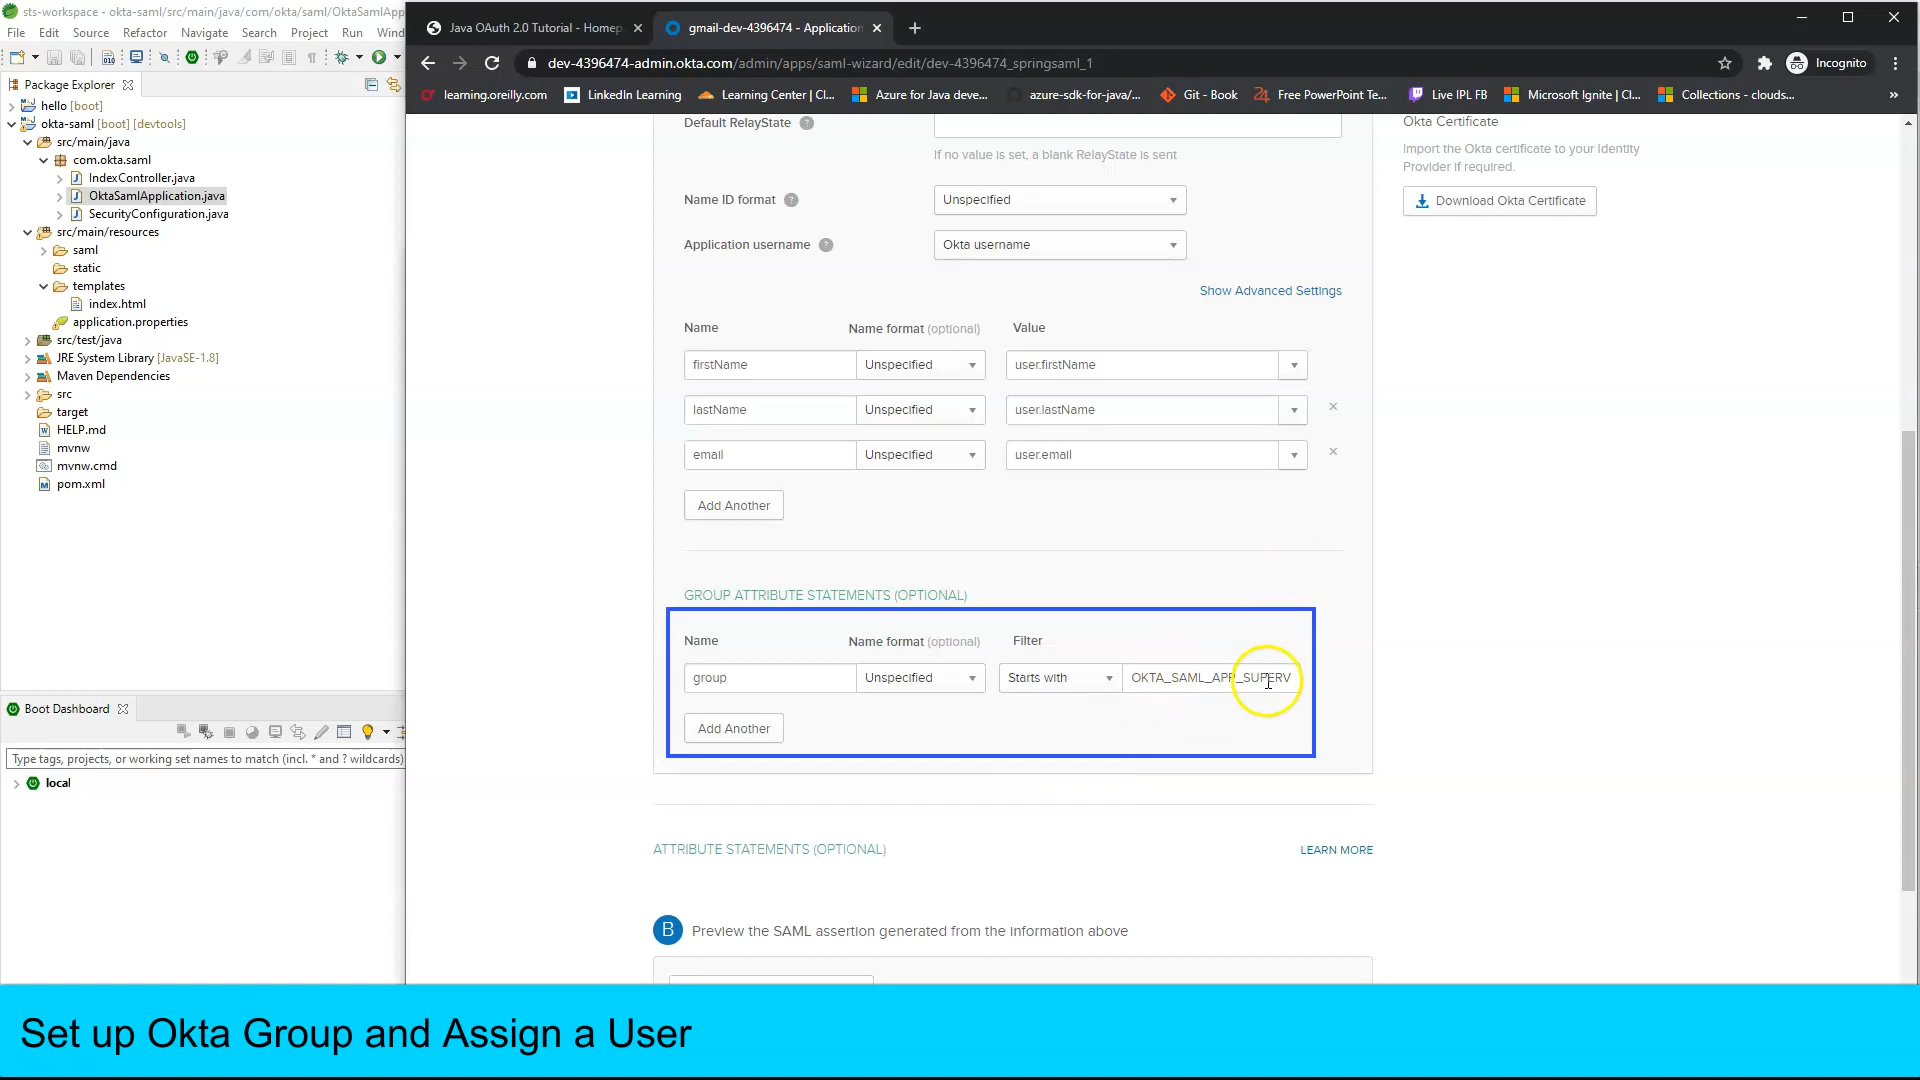 sts-workspace - okta-saml/src/main/java/com/okta/saml/OktaSamlApp
File Edit Source Refactor Navigate Search Project Run Wind
Package Explorer
hello [boot]
okta-saml [boot] [devtools]
src/main/java
com.okta.saml
IndexController.java
OktaSamlApplication.java
SecurityConfiguration.java
src/main/resources
saml
static
templates
index.html
application.properties
src/test/java
JRE System Library [JavaSE-1.8]
Maven Dependencies
src
target
HELP.md
mvnw
mvnw.cmd
pom.xml
Boot Dashboard
Type tags, projects, or working set names to match (incl. * and ? wildcards)
local
Java OAuth 2.0 Tutorial - Homep
gmail-dev-4396474 - Application
dev-4396474-admin.okta.com/admin/apps/saml-wizard/edit/dev-4396474_springsaml_1
Incognito
learning.oreilly.com LinkedIn Learning Learning Center | Cl... Azure for Java deve... azure-sdk-for-java/... Git - Book Free PowerPoint Te... Live IPL FB Microsoft Ignite | Cl... Collections - clouds... »
Default RelayState ?
If no value is set, a blank RelayState is sent
Name ID format ? Unspecified
Application username ? Okta username
Show Advanced Settings
Name Name format (optional) Value
firstName Unspecified user.firstName
lastName Unspecified user.lastName
email Unspecified user.email
Add Another
GROUP ATTRIBUTE STATEMENTS (OPTIONAL)
Name Name format (optional) Filter
group Unspecified Starts with OKTA_SAML_APP_SUPERV
Add Another
ATTRIBUTE STATEMENTS (OPTIONAL) LEARN MORE
B Preview the SAML assertion generated from the information above
Okta Certificate
Import the Okta certificate to your Identity
Provider if required.
Download Okta Certificate
Set up Okta Group and Assign a User